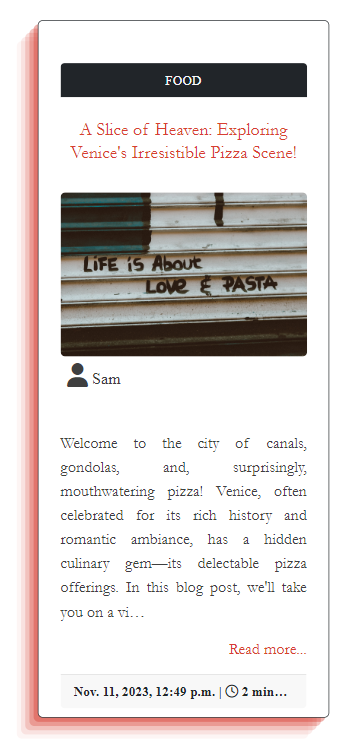 FOOD
A Slice of Heaven: Exploring
Venice's Irresistible Pizza Scene!
LiFE iS About
LOVE & PASTA
Sam
Welcome to the city of canals,
gondolas, and, surprisingly,
mouthwatering pizza! Venice, often
celebrated for its rich history and
romantic ambiance, has a hidden
culinary gem—its delectable pizza
offerings. In this blog post, we'll take
you on a vi…
Read more...
Nov. 11, 2023, 12:49 p.m. | 2 min…